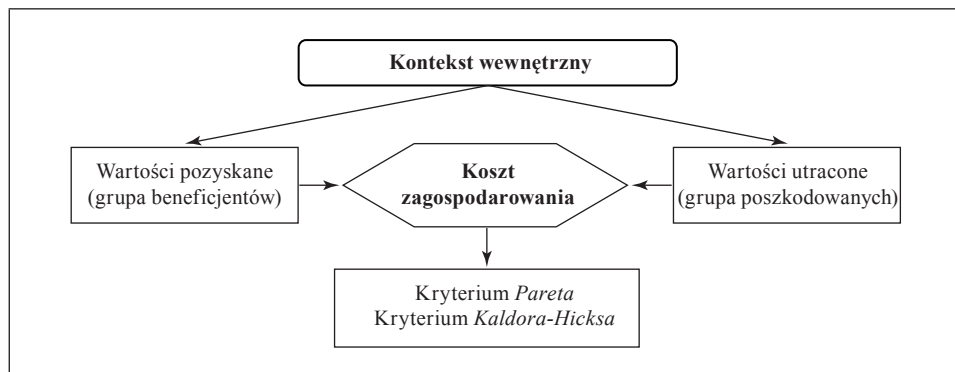 Kontekst wewnętrzny
Wartości pozyskane
(grupa beneficjentów)
Koszt
zagospodarowania
Wartości utracone
(grupa poszkodowanych)
Kryterium Pareta
Kryterium Kaldora-Hicksa